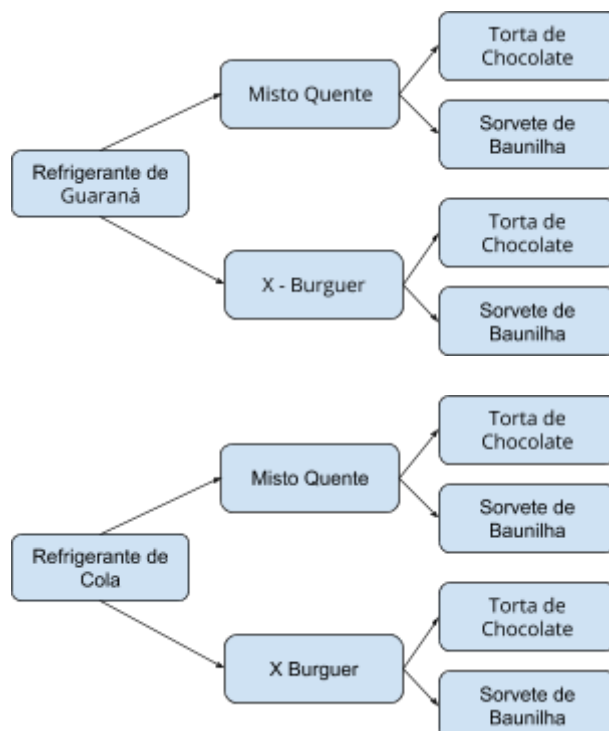 Torta de
Chocolate
Misto Quente
Sorvete de
Baunilha
Refrigerante de
Guaraná
Torta de
Chocolate
X - Burguer
Sorvete de
Baunilha
Torta de
Chocolate
Misto Quente
Sorvete de
Baunilha
Refrigerante de
Cola
Torta de
Chocolate
X Burguer
Sorvete de
Baunilha